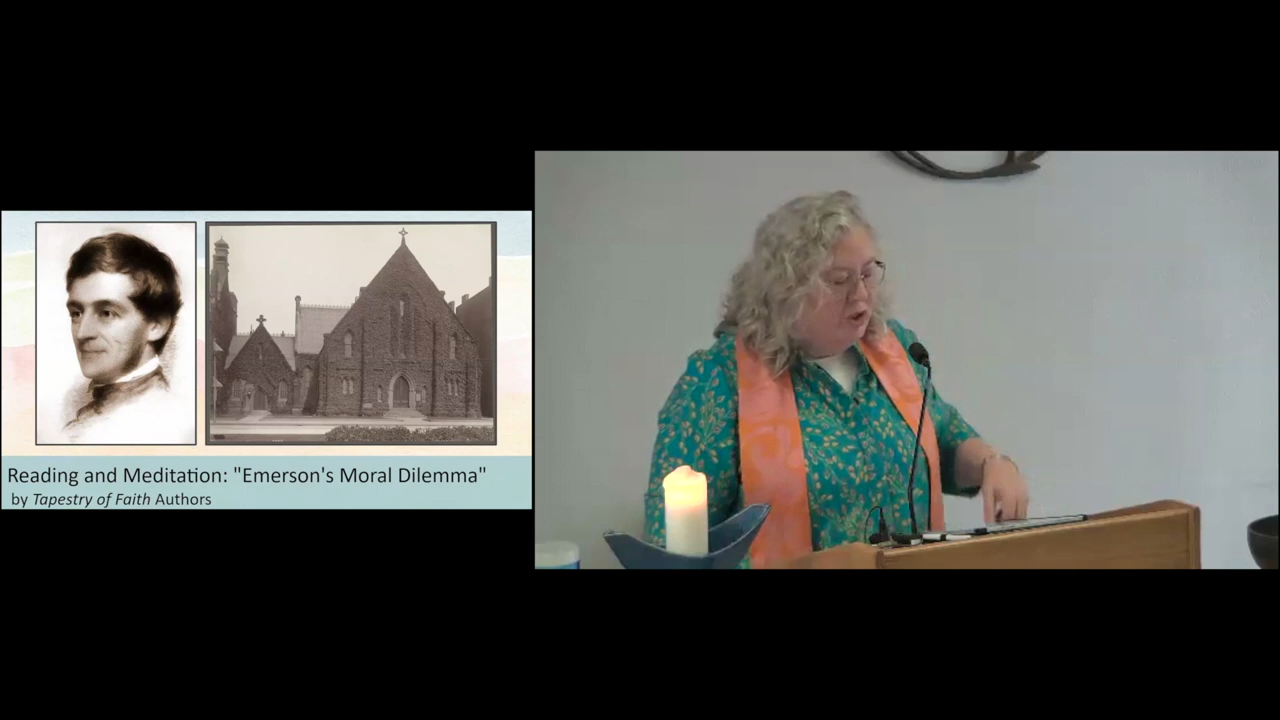 Reading and Meditation: "Emerson's Moral Dilemma"
by Tapestry of Faith Authors